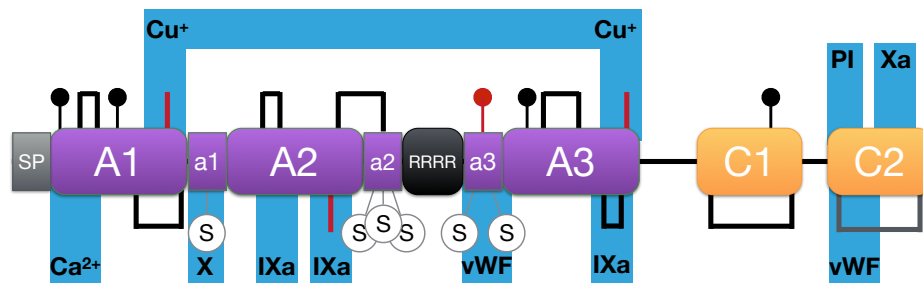 Cu⁺ Cu⁺
PI Xa
SP A1 a1 A2 a2 RRRR a3 A3 C1 C2
S S S S S S
Ca²⁺ X IXa IXa vWF IXa vWF